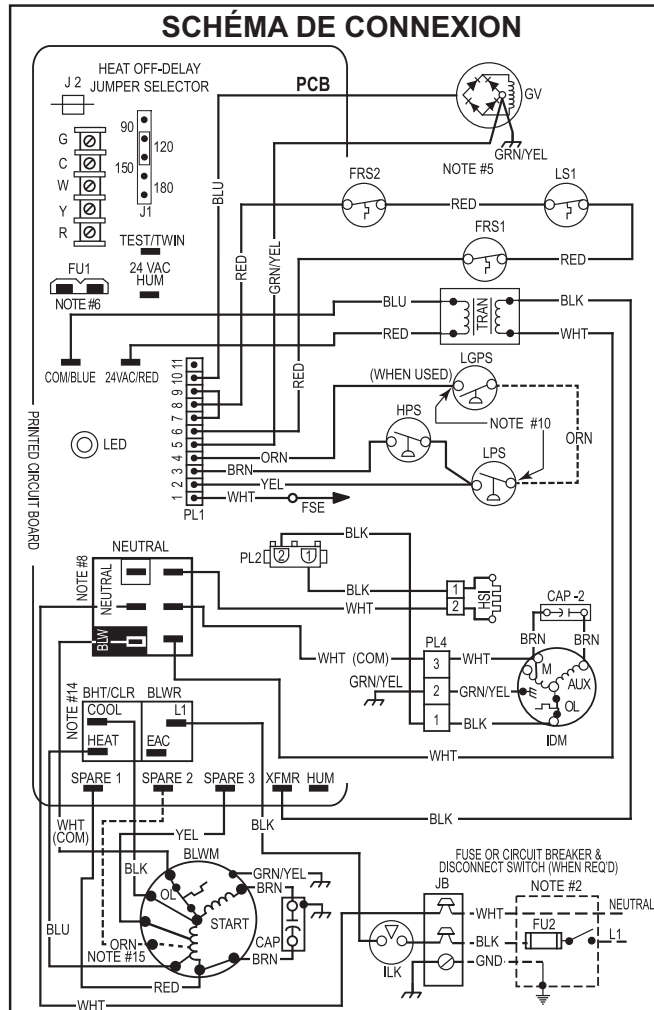 SCHÉMA DE CONNEXION
HEAT OFF-DELAY
JUMPER SELECTOR
J 2
PCB
GV
90
120
150
180
J1
G
C
W
Y
R
BLU
GRN/YEL
NOTE #5
FRS2
LS1
RED
FRS1
RED
TEST/TWIN
24 VAC
HUM
FU1
NOTE #6
RED
GRN/YEL
RED
BLU
RED
TRAN
BLK
WHT
COM/BLUE
24VAC/RED
PRINTED CIRCUIT BOARD
LED
11
10
9
8
7
6
5
4
3
2
1
PL1
(WHEN USED)
LGPS
NOTE #10
HPS
ORN
ORN
BRN
YEL
LPS
WHT
FSE
BLK
PL2
2
1
NEUTRAL
NOTE #8
NEUTRAL
BLW
BLK
WHT
1
2
HSI
CAP -2
BRN
BRN
PL4
WHT (COM)
3
WHT
GRN/YEL
2
GRN/YEL
1
BLK
M
AUX
OL
IDM
NOTE #14
BHT/CLR
BLWR
COOL
L1
HEAT
EAC
WHT
SPARE 1
SPARE 2
SPARE 3
XFMR
HUM
BLK
WHT
(COM)
YEL
BLK
BLWM
BLK
GRN/YEL
BRN
OL
START
CAP
BRN
BLU
ORN
NOTE #15
RED
WHT
ILK
FUSE OR CIRCUIT BREAKER &
DISCONNECT SWITCH (WHEN REQ'D)
JB
NOTE #2
NEUTRAL
WHT
FU2
BLK
L1
GND